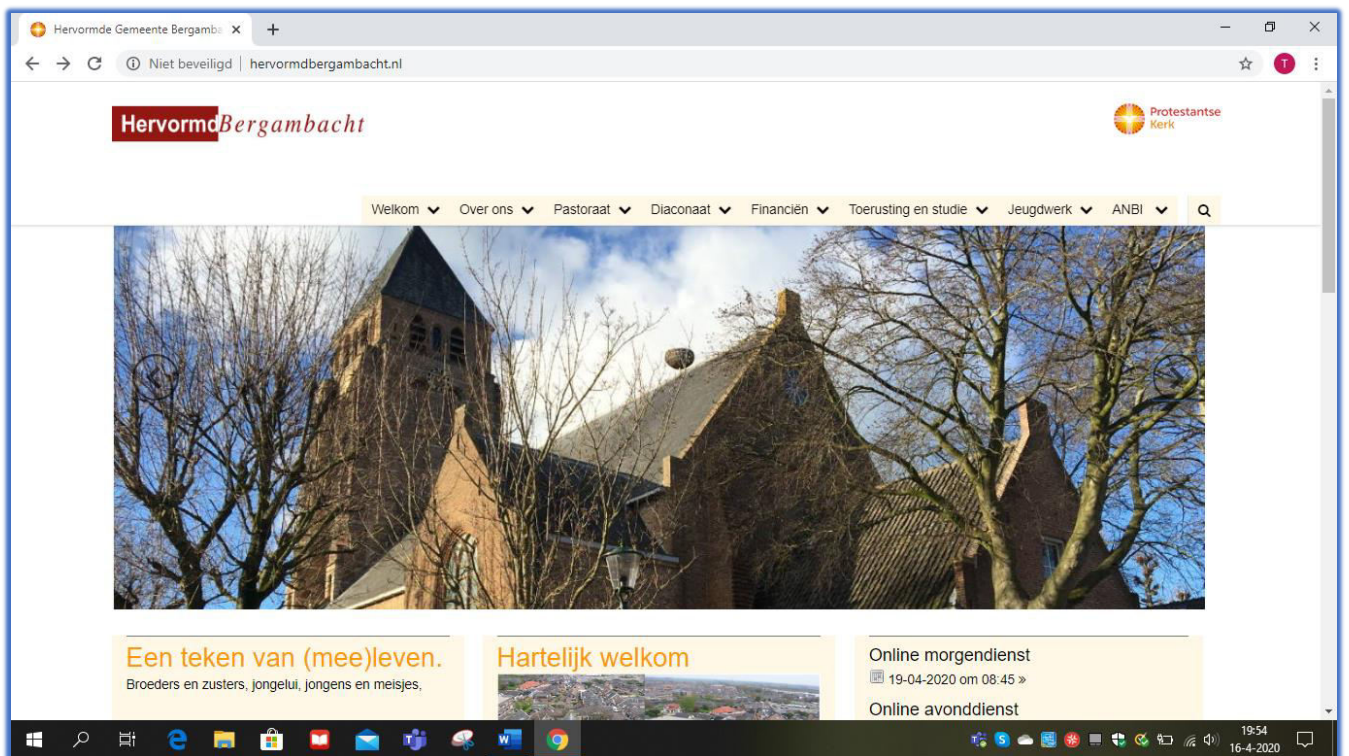 Hervormde Gemeente Bergamba
Niet beveiligd | hervormdbergambacht.nl
T
HervormdBergambacht
Protestantse
Kerk
Welkom Over ons Pastoraat Diaconaat Financiën Toerusting en studie Jeugdwerk ANBI
Een teken van (mee)leven.
Broeders en zusters, jongelui, jongens en meisjes,
Hartelijk welkom
Online morgendienst
19-04-2020 om 08:45 »
Online avonddienst
19:54
16-4-2020